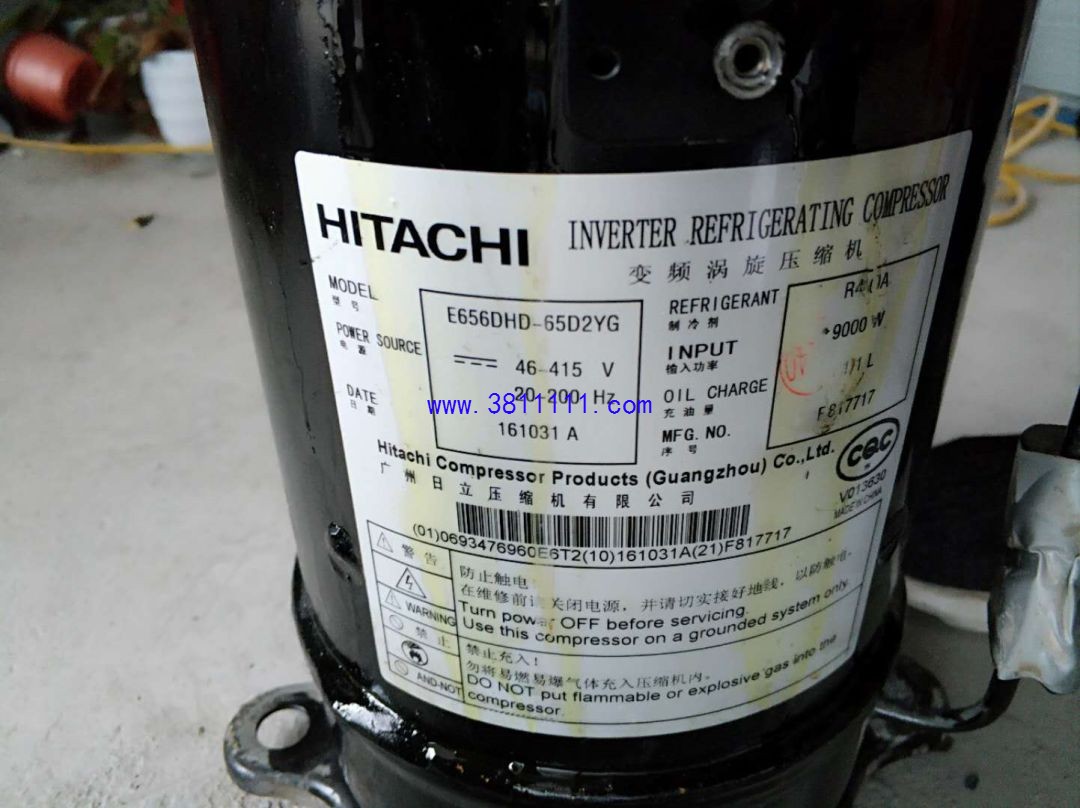 HITACHI
INVERTER REFRIGERATING COMPRESSOR
变频涡旋压缩机
MODEL
型号
E656DHD-65D2YG
POWER SOURCE
电源
46-415 V
20-200 Hz
DATE
日期
161031 A
REFRIGERANT
制冷剂
INPUT
输入功率
9000 W
OIL CHARGE
充油量
MFG. NO.
序号
F817717
www.3811111.com
Hitachi Compressor Products (Guangzhou) Co.,Ltd.
广州日立压缩机有限公司
CQC
V013630
MADE IN CHINA
(01)0693476960E6T2(10)161031A(21)F817717
警告
WARNING
防止触电
在维修前请关闭电源，并请切实接好地线，以防触电.
Turn power OFF before servicing.
Use this compressor on a grounded system only.
禁止
AND-NOT
禁止充入！
勿将易燃易爆气体充入压缩机内。
DO NOT put flammable or explosive gas into the
compressor.